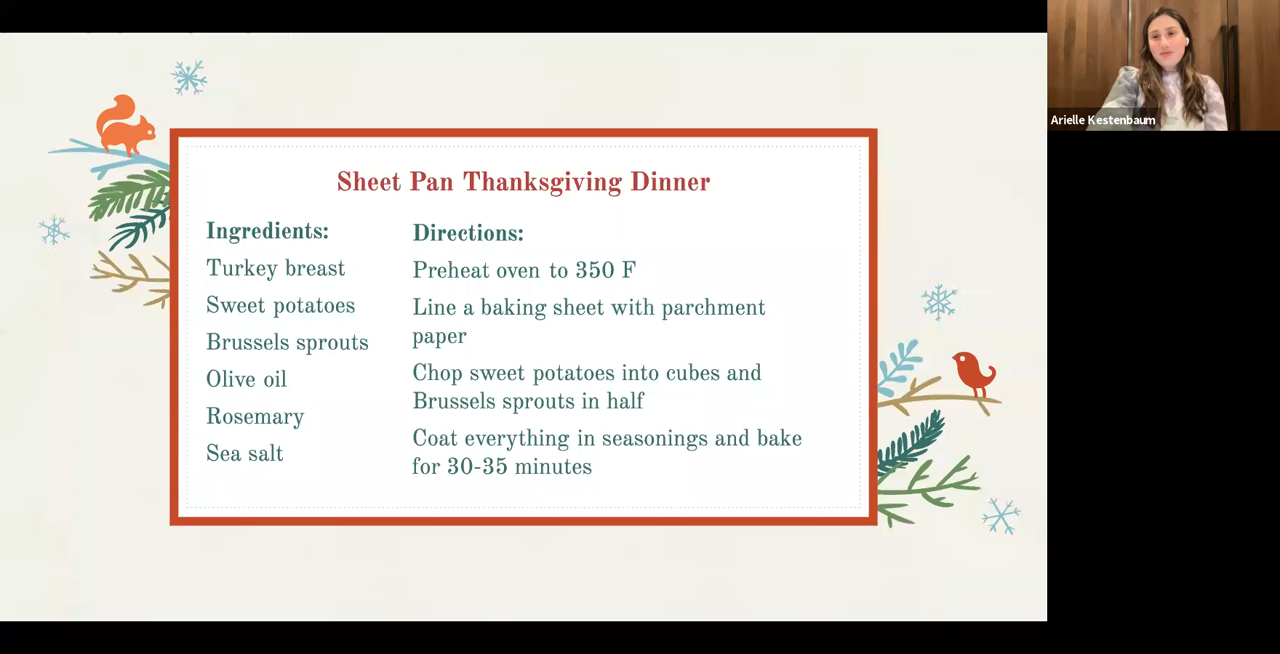 Arielle Kestenbaum
Sheet Pan Thanksgiving Dinner
Ingredients:
Turkey breast
Sweet potatoes
Brussels sprouts
Olive oil
Rosemary
Sea salt
Directions:
Preheat oven to 350 F
Line a baking sheet with parchment
paper
Chop sweet potatoes into cubes and
Brussels sprouts in half
Coat everything in seasonings and bake
for 30-35 minutes